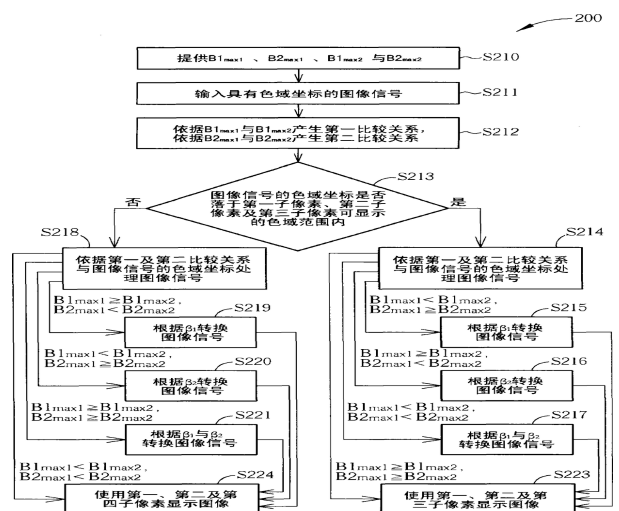 200
提供B1max1 、B2max1 、B1max2 与B2max2
S210
输入具有色域坐标的图像信号
S211
依据B1max1与B1max2产生第一比较关系，
依据B2max1与B2max2产生第二比较关系
S212
S213
图像信号的色域坐标是否
落于第一子像素、第二子
像素及第三子像素可显示
的色域范围内
否
是
S218
依据第一及第二比较关系
与图像信号的色域坐标处
理图像信号
S214
依据第一及第二比较关系
与图像信号的色域坐标处
理图像信号
B1max1≥B1max2，
B2max1<B2max2
S219
根据β1转换
图像信号
B1max1<B1max2，
B2max1≥B2max2
S220
根据β2转换
图像信号
B1max1≥B1max2，
B2max1≥B2max2
S221
根据β1与β2
转换图像信号
B1max1<B1max2，
B2max1<B2max2
S224
使用第一、第二及第
四子像素显示图像
B1max1<B1max2，
B2max1≥B2max2
S215
根据β1转换
图像信号
B1max1≥B1max2，
B2max1<B2max2
S216
根据β2转换
图像信号
B1max1<B1max2，
B2max1<B2max2
S217
根据β1与β2
转换图像信号
B1max1≥B1max2，
B2max1≥B2max2
S223
使用第一、第二及第
三子像素显示图像